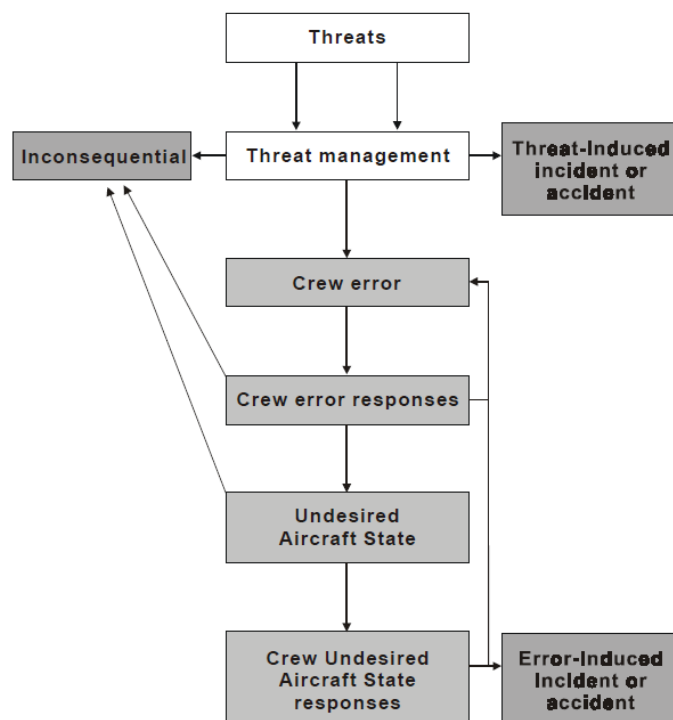 Threats
Inconsequential
Threat management
Threat-Induced
incident or
accident
Crew error
Crew error responses
Undesired
Aircraft State
Crew Undesired
Aircraft State
responses
Error-Induced
Incident or
accident